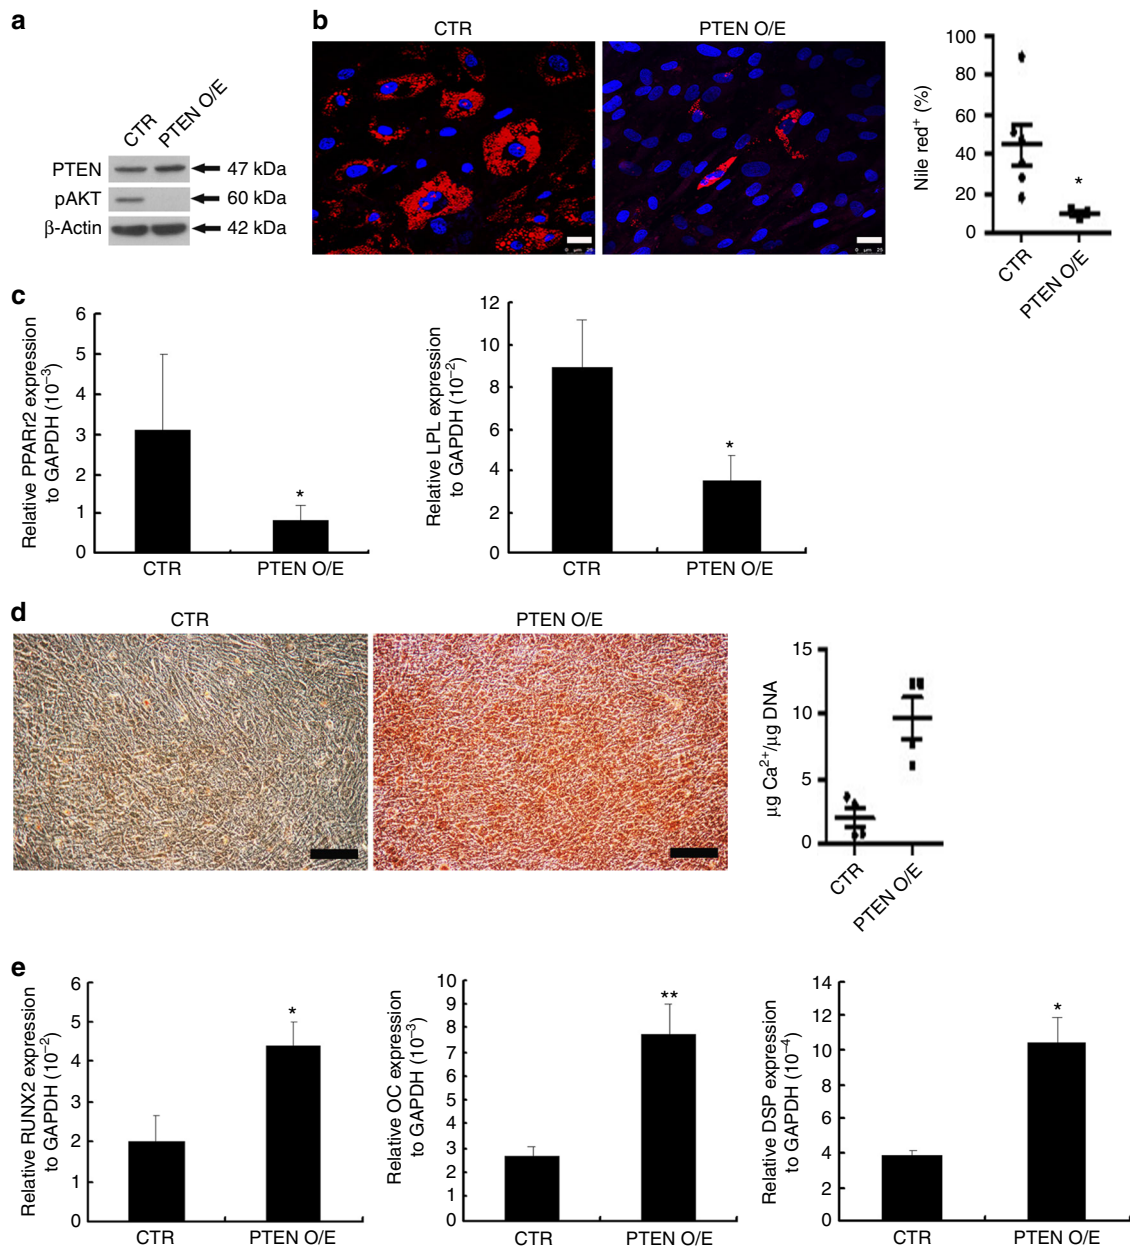 a
CTR
PTEN O/E
PTEN
47 kDa
pAKT
60 kDa
β-Actin
42 kDa
b
CTR
PTEN O/E
0 µm 25
0 µm 25
Nile red⁺ (%)
100
80
60
40
20
0
*
CTR
PTEN O/E
c
Relative PPARr2 expression
to GAPDH (10⁻³)
6
5
4
3
2
1
0
*
CTR
PTEN O/E
Relative LPL expression
to GAPDH (10⁻²)
12
10
8
6
4
2
0
*
CTR
PTEN O/E
d
CTR
PTEN O/E
µg Ca²⁺/µg DNA
15
10
5
0
CTR
PTEN O/E
e
Relative RUNX2 expression
to GAPDH (10⁻²)
6
5
4
3
2
1
0
*
CTR
PTEN O/E
Relative OC expression
to GAPDH (10⁻³)
10
9
8
7
6
5
4
3
2
1
0
**
CTR
PTEN O/E
Relative DSP expression
to GAPDH (10⁻⁴)
14
12
10
8
6
4
2
0
*
CTR
PTEN O/E